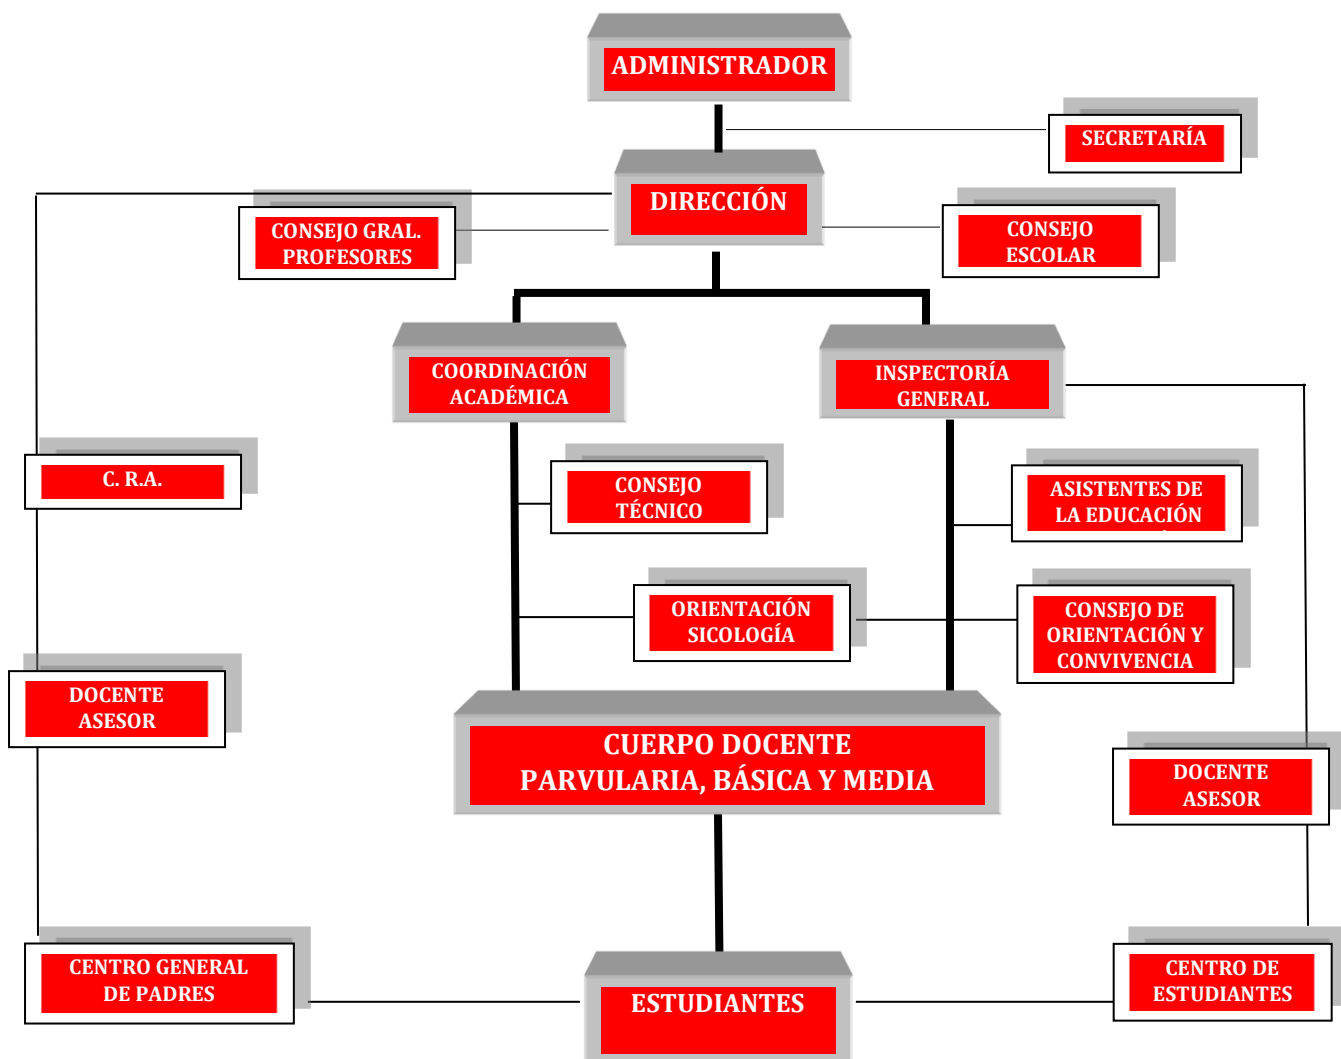 ADMINISTRADOR
SECRETARÍA
DIRECCIÓN
CONSEJO GRAL.
PROFESORES
CONSEJO
ESCOLAR
COORDINACIÓN
ACADÉMICA
INSPECTORÍA
GENERAL
C. R.A.
CONSEJO
TÉCNICO
ASISTENTES DE
LA EDUCACIÓN
ORIENTACIÓN
SICOLOGÍA
CONSEJO DE
ORIENTACIÓN Y
CONVIVENCIA
DOCENTE
ASESOR
CUERPO DOCENTE
PARVULARIA, BÁSICA Y MEDIA
DOCENTE
ASESOR
CENTRO GENERAL
DE PADRES
ESTUDIANTES
CENTRO DE
ESTUDIANTES